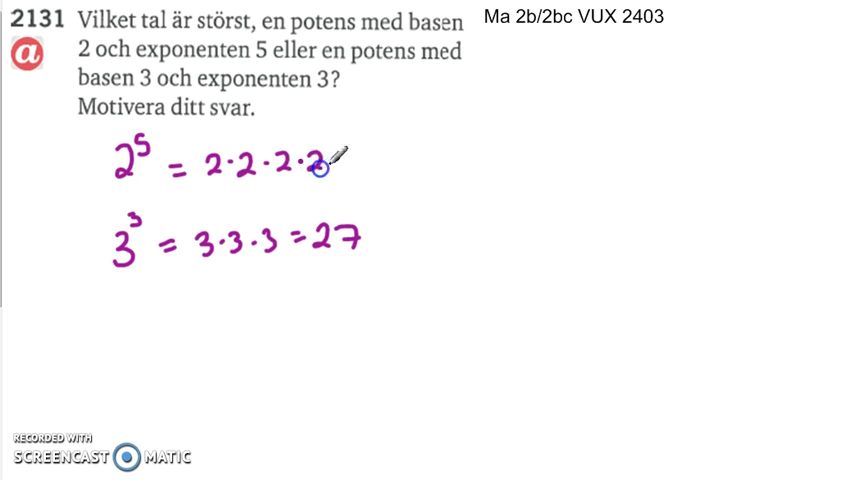 2131 Vilket tal är störst, en potens med basen
2 och exponenten 5 eller en potens med
basen 3 och exponenten 3?
Motivera ditt svar.
Ma 2b/2bc VUX 2403
a
2⁵ = 2·2·2·2
3³ = 3·3·3 = 27
RECORDED WITH
SCREENCAST MATIC